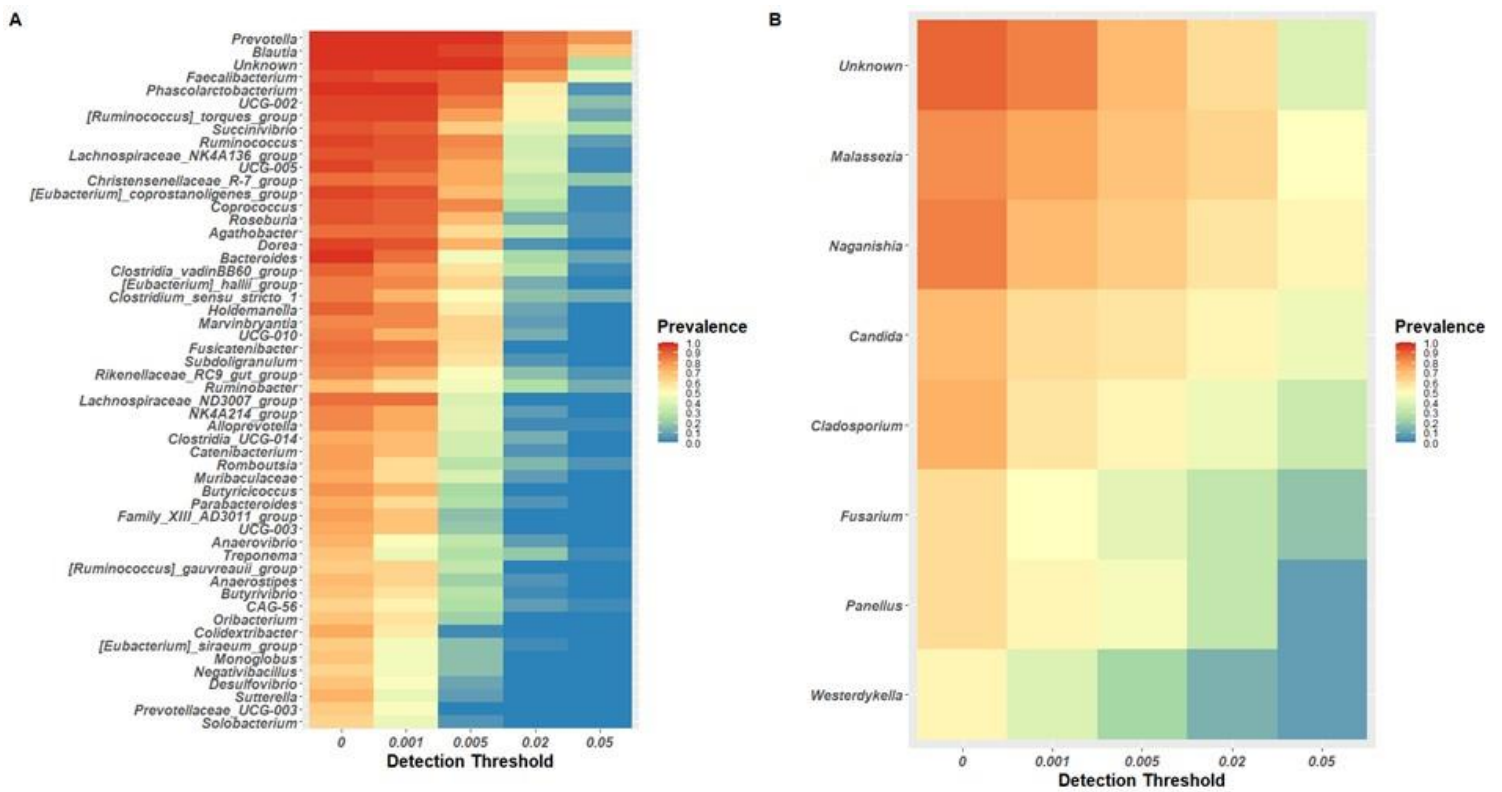 A
Prevotella
Blautia
Unknown
Faecalibacterium
Phascolarctobacterium
UCG-002
[Ruminococcus]_torques_group
Succinivibrio
Ruminococcus
Lachnospiraceae_NK4A136_group
UCG-005
Christensenellaceae_R-7_group
[Eubacterium]_coprostanoligenes_group
Coprococcus
Roseburia
Agathobacter
Dorea
Bacteroides
Clostridia_vadinBB60_group
[Eubacterium]_hallii_group
Clostridium_sensu_stricto_1
Holdemanella
Marvinbryantia
UCG-010
Fusicatenibacter
Subdoligranulum
Rikenellaceae_RC9_gut_group
Ruminobacter
Lachnospiraceae_ND3007_group
NK4A214_group
Alloprevotella
Clostridia_UCG-014
Catenibacterium
Romboutsia
Muribaculaceae
Butyricicoccus
Parabacteroides
Family_XIII_AD3011_group
UCG-003
Anaerovibrio
Treponema
[Ruminococcus]_gauvreauii_group
Anaerostipes
Butyrivibrio
CAG-56
Oribacterium
Colidextribacter
[Eubacterium]_siraeum_group
Monoglobus
Negativibacillus
Desulfovibrio
Sutterella
Prevotellaceae_UCG-003
Solobacterium
0 0.001 0.005 0.02 0.05
Detection Threshold
Prevalence
1.0
0.9
0.8
0.7
0.6
0.5
0.4
0.3
0.2
0.1
0.0
B
Unknown
Malassezia
Naganishia
Candida
Cladosporium
Fusarium
Panellus
Westerdykella
0 0.001 0.005 0.02 0.05
Detection Threshold
Prevalence
1.0
0.9
0.8
0.7
0.6
0.5
0.4
0.3
0.2
0.1
0.0